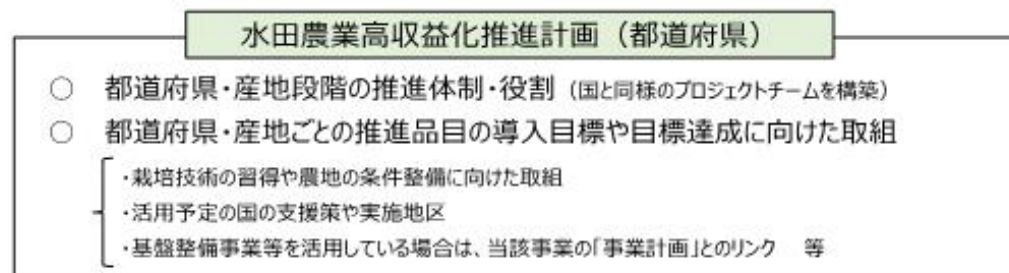 水田農業高収益化推進計画（都道府県）
○ 都道府県・産地段階の推進体制・役割（国と同様のプロジェクトチームを構築）
○ 都道府県・産地ごとの推進品目の導入目標や目標達成に向けた取組
・栽培技術の習得や農地の条件整備に向けた取組
・活用予定の国の支援策や実施地区
・基盤整備事業等を活用している場合は、当該事業の「事業計画」とのリンク　等